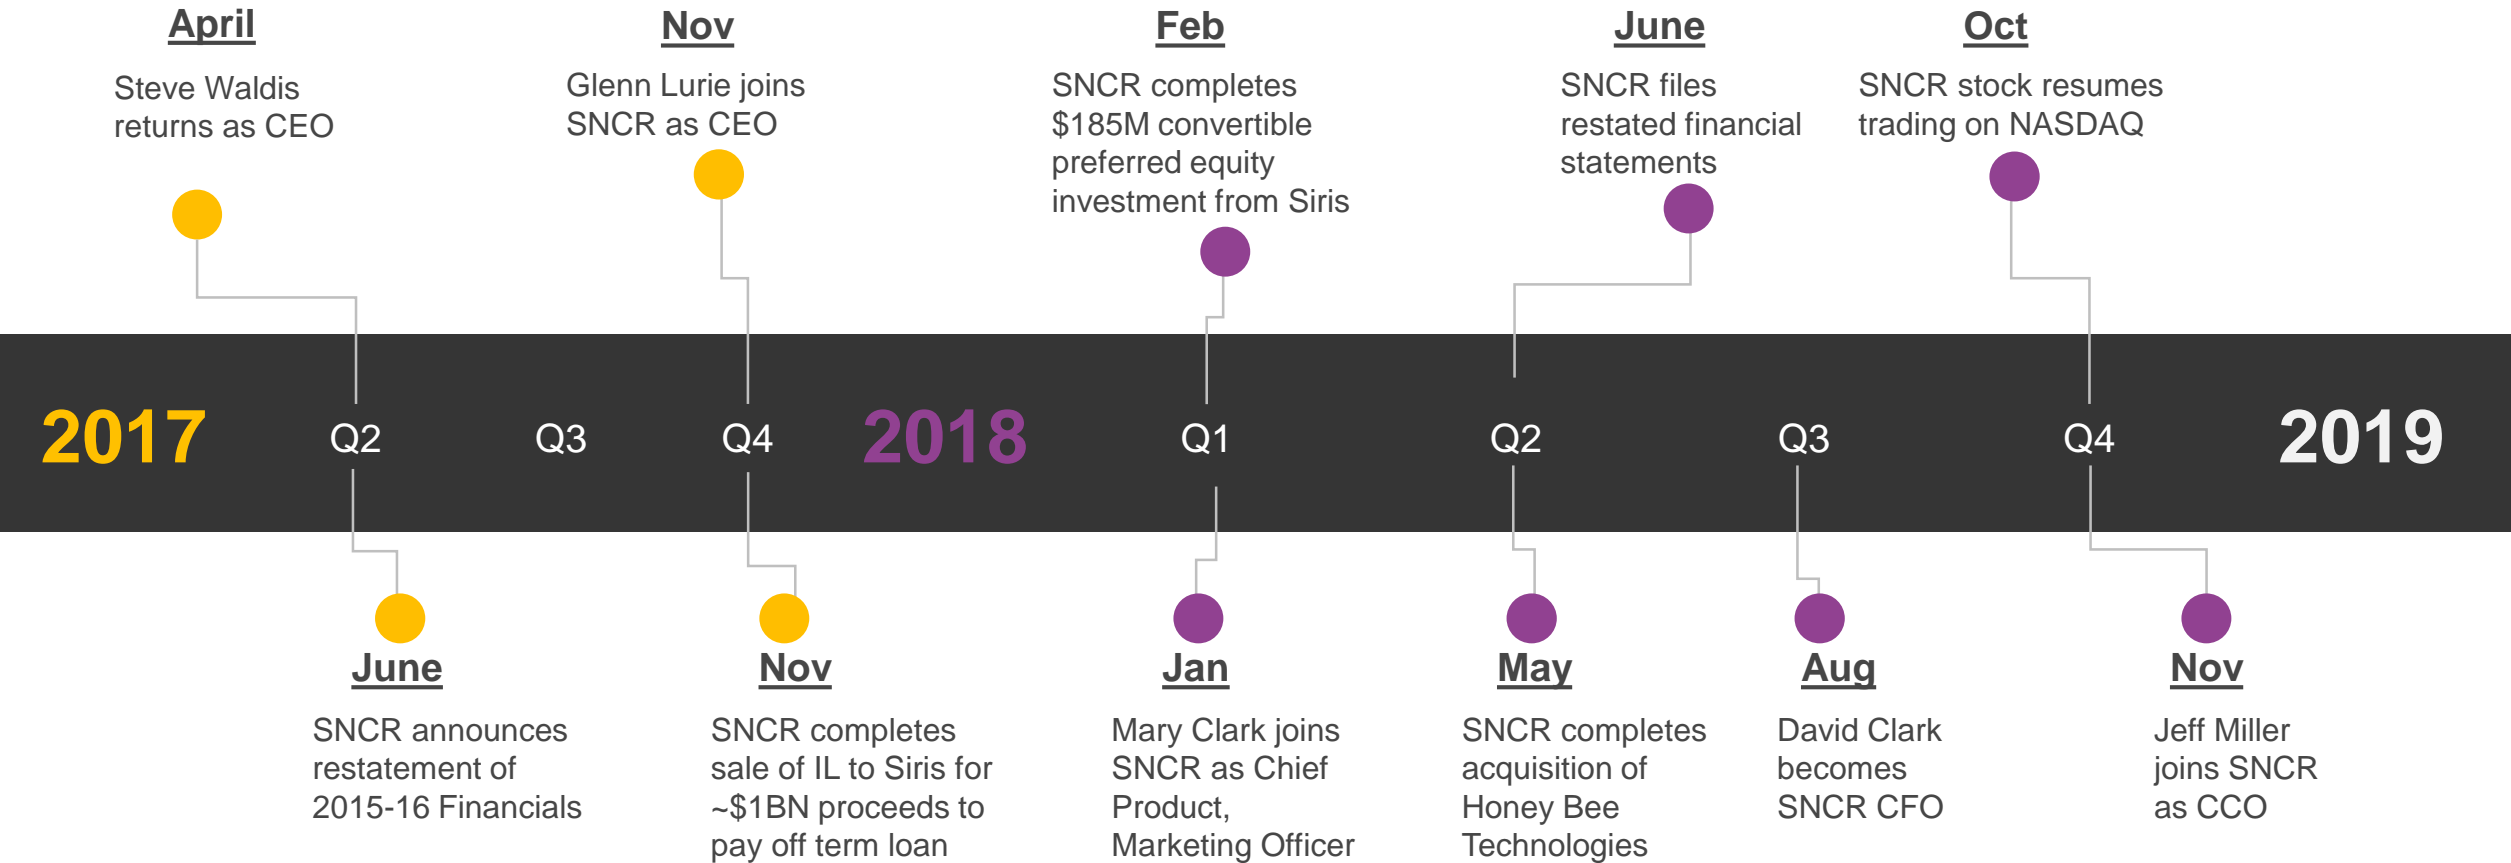 April
Steve Waldis
returns as CEO
Nov
Glenn Lurie joins
SNCR as CEO
Feb
SNCR completes
$185M convertible
preferred equity
investment from Siris
June
SNCR files
restated financial
statements
Oct
SNCR stock resumes
trading on NASDAQ
2017 Q2 Q3 Q4 2018 Q1 Q2 Q3 Q4 2019
June
SNCR announces
restatement of
2015-16 Financials
Nov
SNCR completes
sale of IL to Siris for
~$1BN proceeds to
pay off term loan
Jan
Mary Clark joins
SNCR as Chief
Product,
Marketing Officer
May
SNCR completes
acquisition of
Honey Bee
Technologies
Aug
David Clark
becomes
SNCR CFO
Nov
Jeff Miller
joins SNCR
as CCO